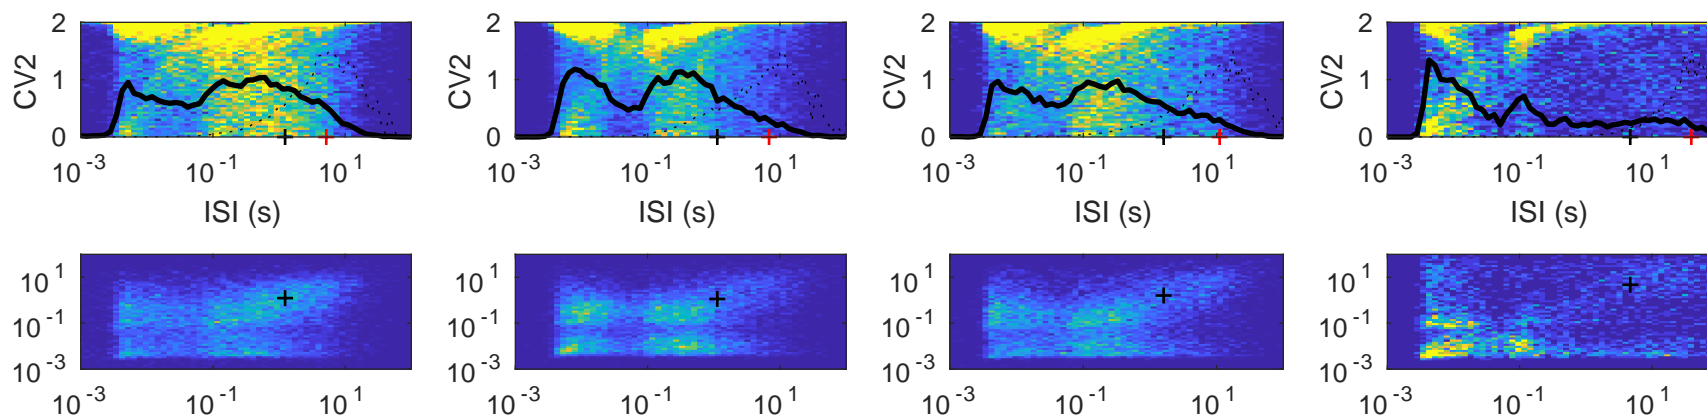 2 2 2 2
CV2 CV2 CV2 CV2
1 1 1 1
0 0 0 0
10^-3 10^-1 10^1 10^-3 10^-1 10^1 10^-3 10^-1 10^1 10^-3 10^-1 10^1
ISI (s) ISI (s) ISI (s) ISI (s)
10^1 10^1 10^1 10^1
10^-1 10^-1 10^-1 10^-1
10^-3 10^-3 10^-3 10^-3
10^-3 10^-1 10^1 10^-3 10^-1 10^1 10^-3 10^-1 10^1 10^-3 10^-1 10^1